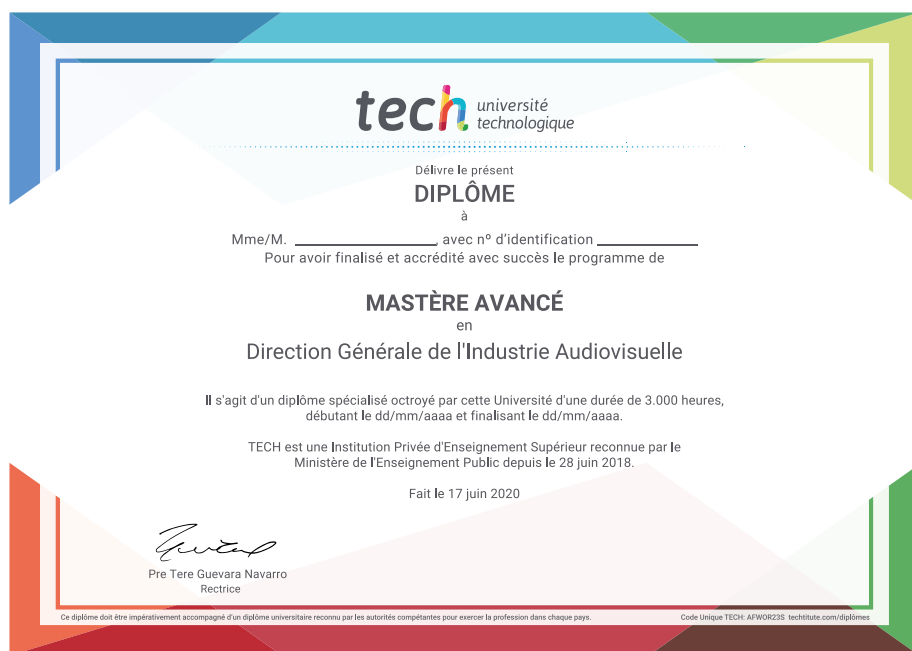 tech université
technologique
Délivre le présent
DIPLÔME
à
Mme/M. ____________________, avec nº d'identification ______________
Pour avoir finalisé et accrédité avec succès le programme de
MASTÈRE AVANCÉ
en
Direction Générale de l'Industrie Audiovisuelle
Il s'agit d'un diplôme spécialisé octroyé par cette Université d'une durée de 3.000 heures,
débutant le dd/mm/aaaa et finalisant le dd/mm/aaaa.
TECH est une Institution Privée d'Enseignement Supérieur reconnue par le
Ministère de l'Enseignement Public depuis le 28 juin 2018.
Fait le 17 juin 2020
Pre Tere Guevara Navarro
Rectrice
Ce diplôme doit être impérativement accompagné d'un diplôme universitaire reconnu par les autorités compétantes pour exercer la profession dans chaque pays.
Code Unique TECH: AFWOR23S techtitute.com/diplômes